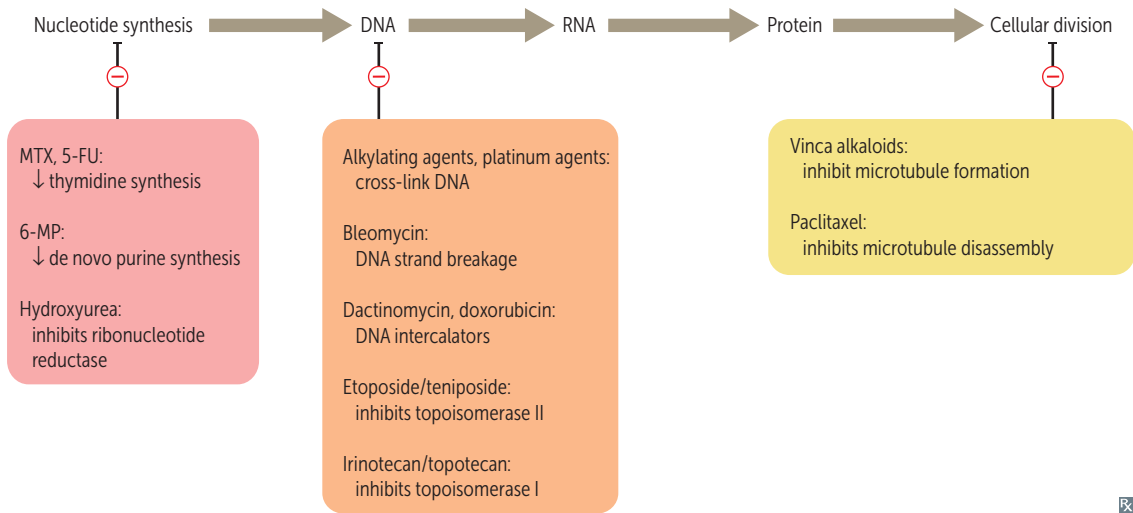 Nucleotide synthesis DNA RNA Protein Cellular division
MTX, 5-FU:
↓ thymidine synthesis
6-MP:
↓ de novo purine synthesis
Hydroxyurea:
inhibits ribonucleotide
reductase
Alkylating agents, platinum agents:
cross-link DNA
Bleomycin:
DNA strand breakage
Dactinomycin, doxorubicin:
DNA intercalators
Etoposide/teniposide:
inhibits topoisomerase II
Irinotecan/topotecan:
inhibits topoisomerase I
Vinca alkaloids:
inhibit microtubule formation
Paclitaxel:
inhibits microtubule disassembly
℞